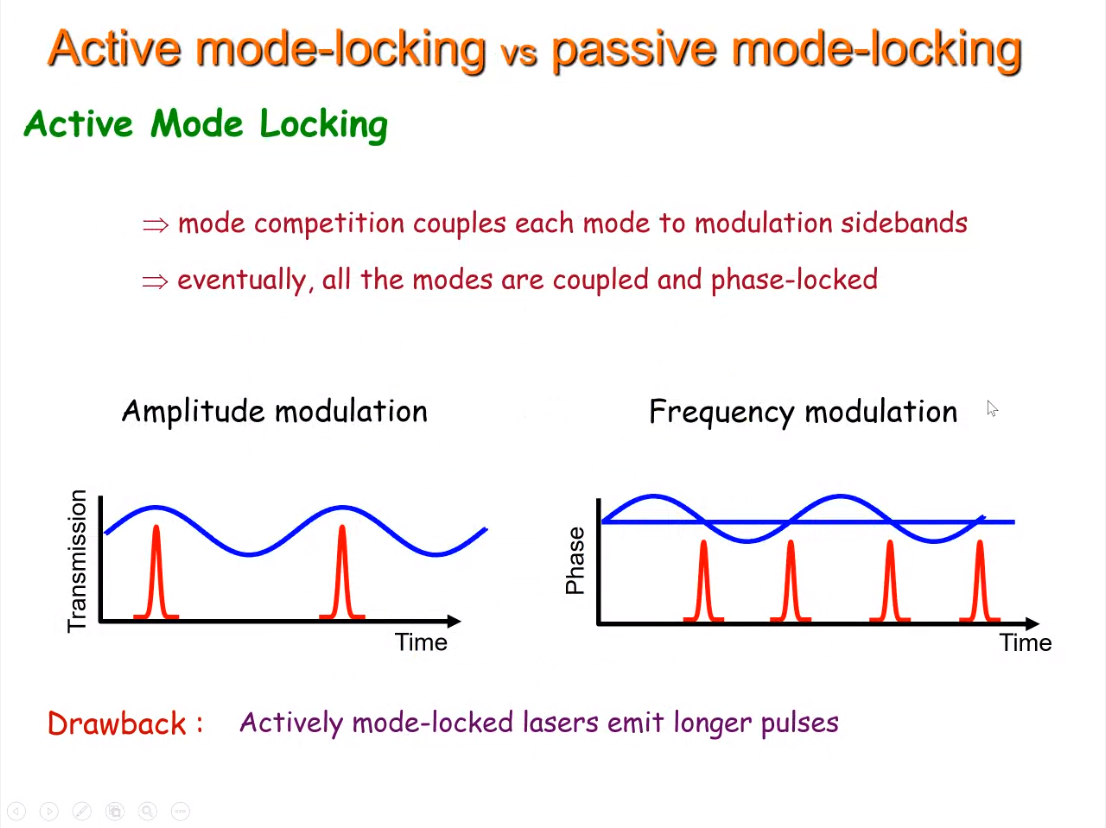 Active mode-locking vs passive mode-locking
Active Mode Locking
⇒ mode competition couples each mode to modulation sidebands
⇒ eventually, all the modes are coupled and phase-locked
Amplitude modulation
Frequency modulation
Transmission
Time
Phase
Time
Drawback : Actively mode-locked lasers emit longer pulses